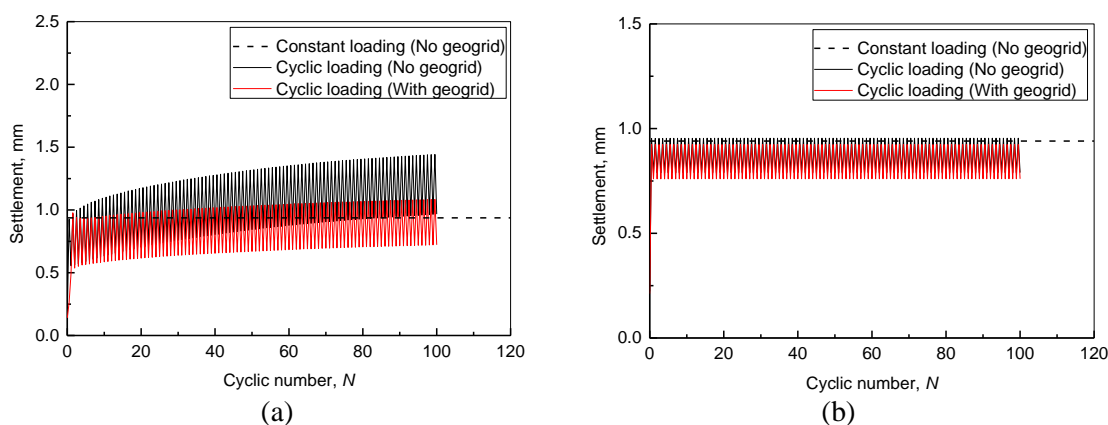 2.5
2.0
1.5
1.0
0.5
0.0
Settlement, mm
Constant loading (No geogrid)
Cyclic loading (No geogrid)
Cyclic loading (With geogrid)
0 20 40 60 80 100 120
Cyclic number, N
(a)
1.5
1.0
0.5
0.0
Settlement, mm
Constant loading (No geogrid)
Cyclic loading (No geogrid)
Cyclic loading (With geogrid)
0 20 40 60 80 100 120
Cyclic number, N
(b)